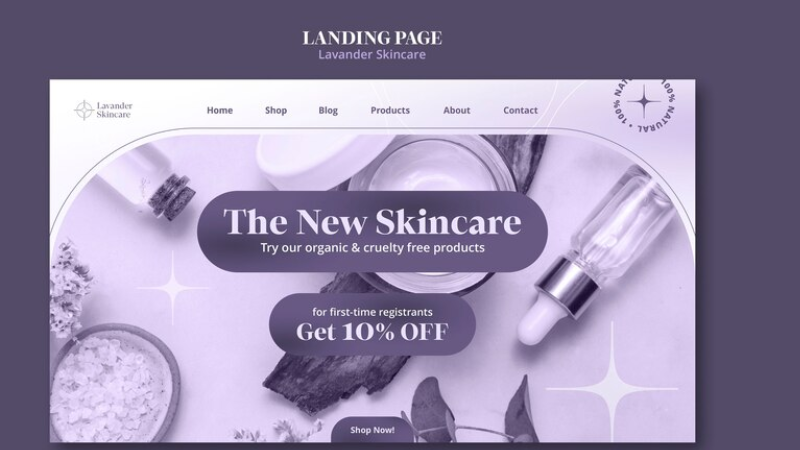 LANDING PAGE
Lavander Skincare
Lavander
Skincare
Home Shop Blog Products About Contact
100% NATURAL • 100% NATU
The New Skincare
Try our organic & cruelty free products
for first-time registrants
Get 10% OFF
Shop Now!